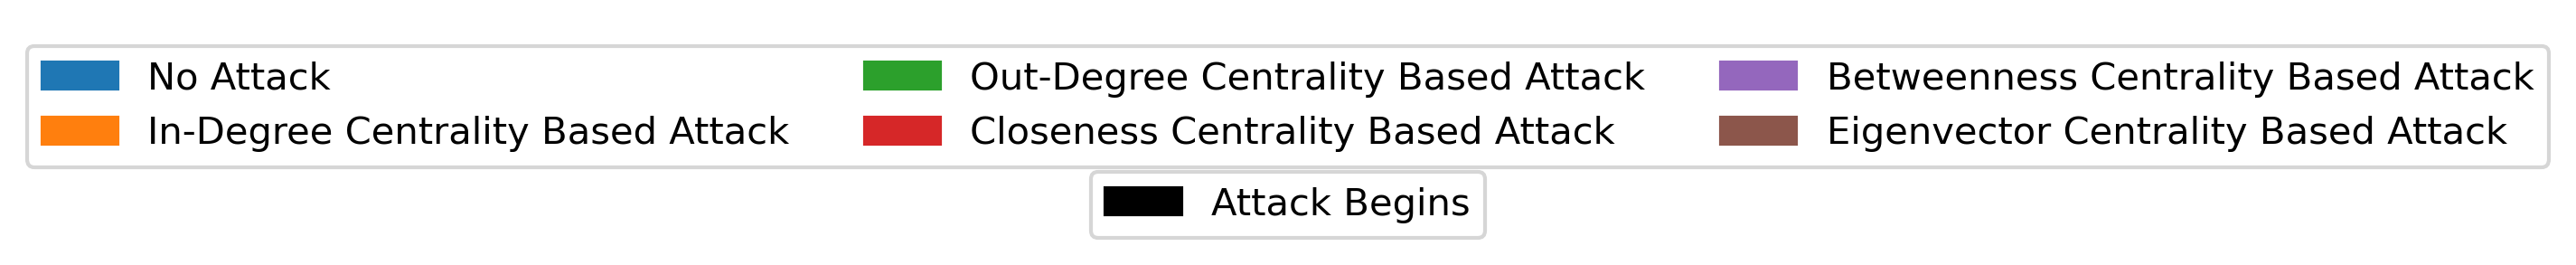 No Attack
In-Degree Centrality Based Attack
Out-Degree Centrality Based Attack
Closeness Centrality Based Attack
Betweenness Centrality Based Attack
Eigenvector Centrality Based Attack
Attack Begins